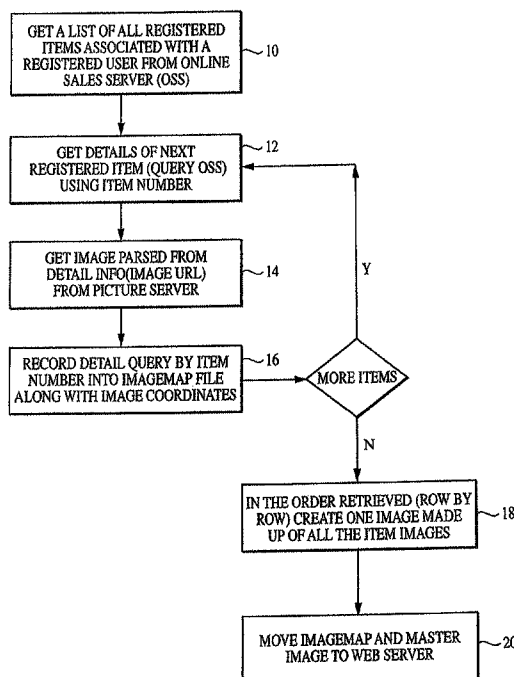 GET A LIST OF ALL REGISTERED
ITEMS ASSOCIATED WITH A
REGISTERED USER FROM ONLINE
SALES SERVER (OSS)
10
12
GET DETAILS OF NEXT
REGISTERED ITEM (QUERY OSS)
USING ITEM NUMBER
GET IMAGE PARSED FROM
DETAIL INFO(IMAGE URL)
FROM PICTURE SERVER
14
Y
16
RECORD DETAIL QUERY BY ITEM
NUMBER INTO IMAGEMAP FILE
ALONG WITH IMAGE COORDINATES
MORE ITEMS
N
IN THE ORDER RETRIEVED (ROW BY
ROW) CREATE ONE IMAGE MADE
UP OF ALL THE ITEM IMAGES
18
MOVE IMAGEMAP AND MASTER
IMAGE TO WEB SERVER
20